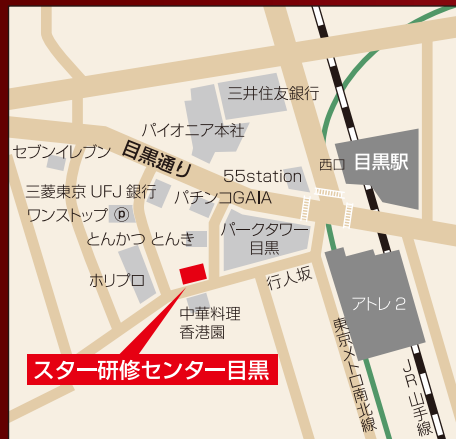 三井住友銀行
パイオニア本社
セブンイレブン
目黒通り
55station
西口
目黒駅
三菱東京UFJ銀行
パチンコGAIA
ワンストップ ⓟ
とんかつ とんき
パークタワー
目黒
ホリプロ
行人坂
アトレ2
中華料理
香港園
スター研修センター目黒
東京メトロ南北線
JR 山手線